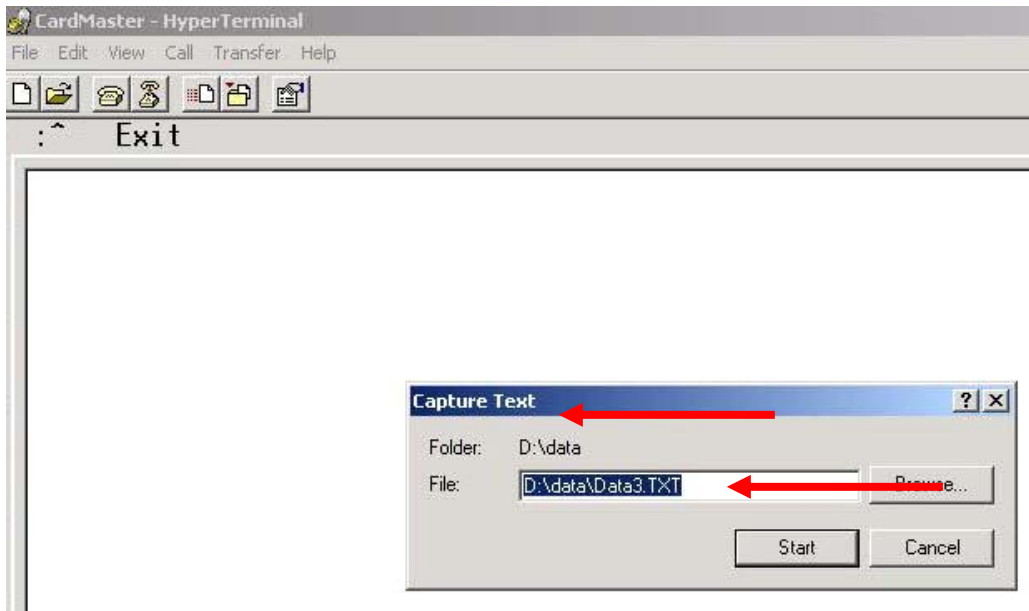 CardMaster - HyperTerminal
File Edit View Call Transfer Help
:^ Exit
Capture Text
? ×
Folder: D:\data
File: D:\data\Data3.TXT Browse...
Start Cancel